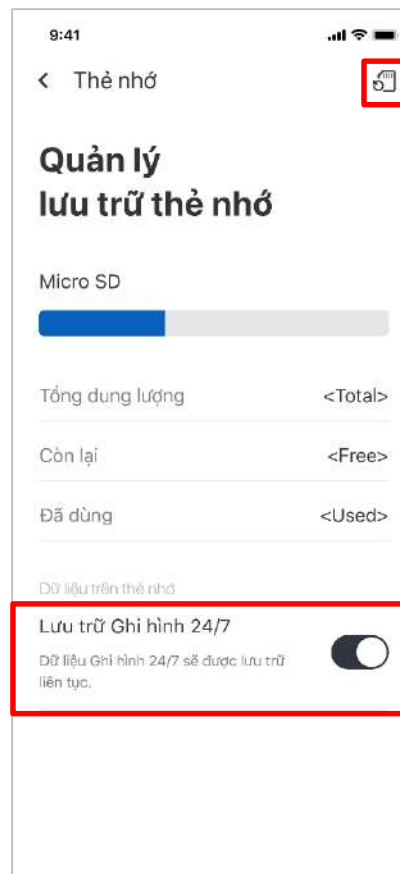 9:41
Thẻ nhớ
Quản lý
lưu trữ thẻ nhớ
Micro SD
Tổng dung lượng <Total>
Còn lại <Free>
Đã dùng <Used>
Dữ liệu trên thẻ nhớ
Lưu trữ Ghi hình 24/7
Dữ liệu Ghi hình 24/7 sẽ được lưu trữ
liên tục.